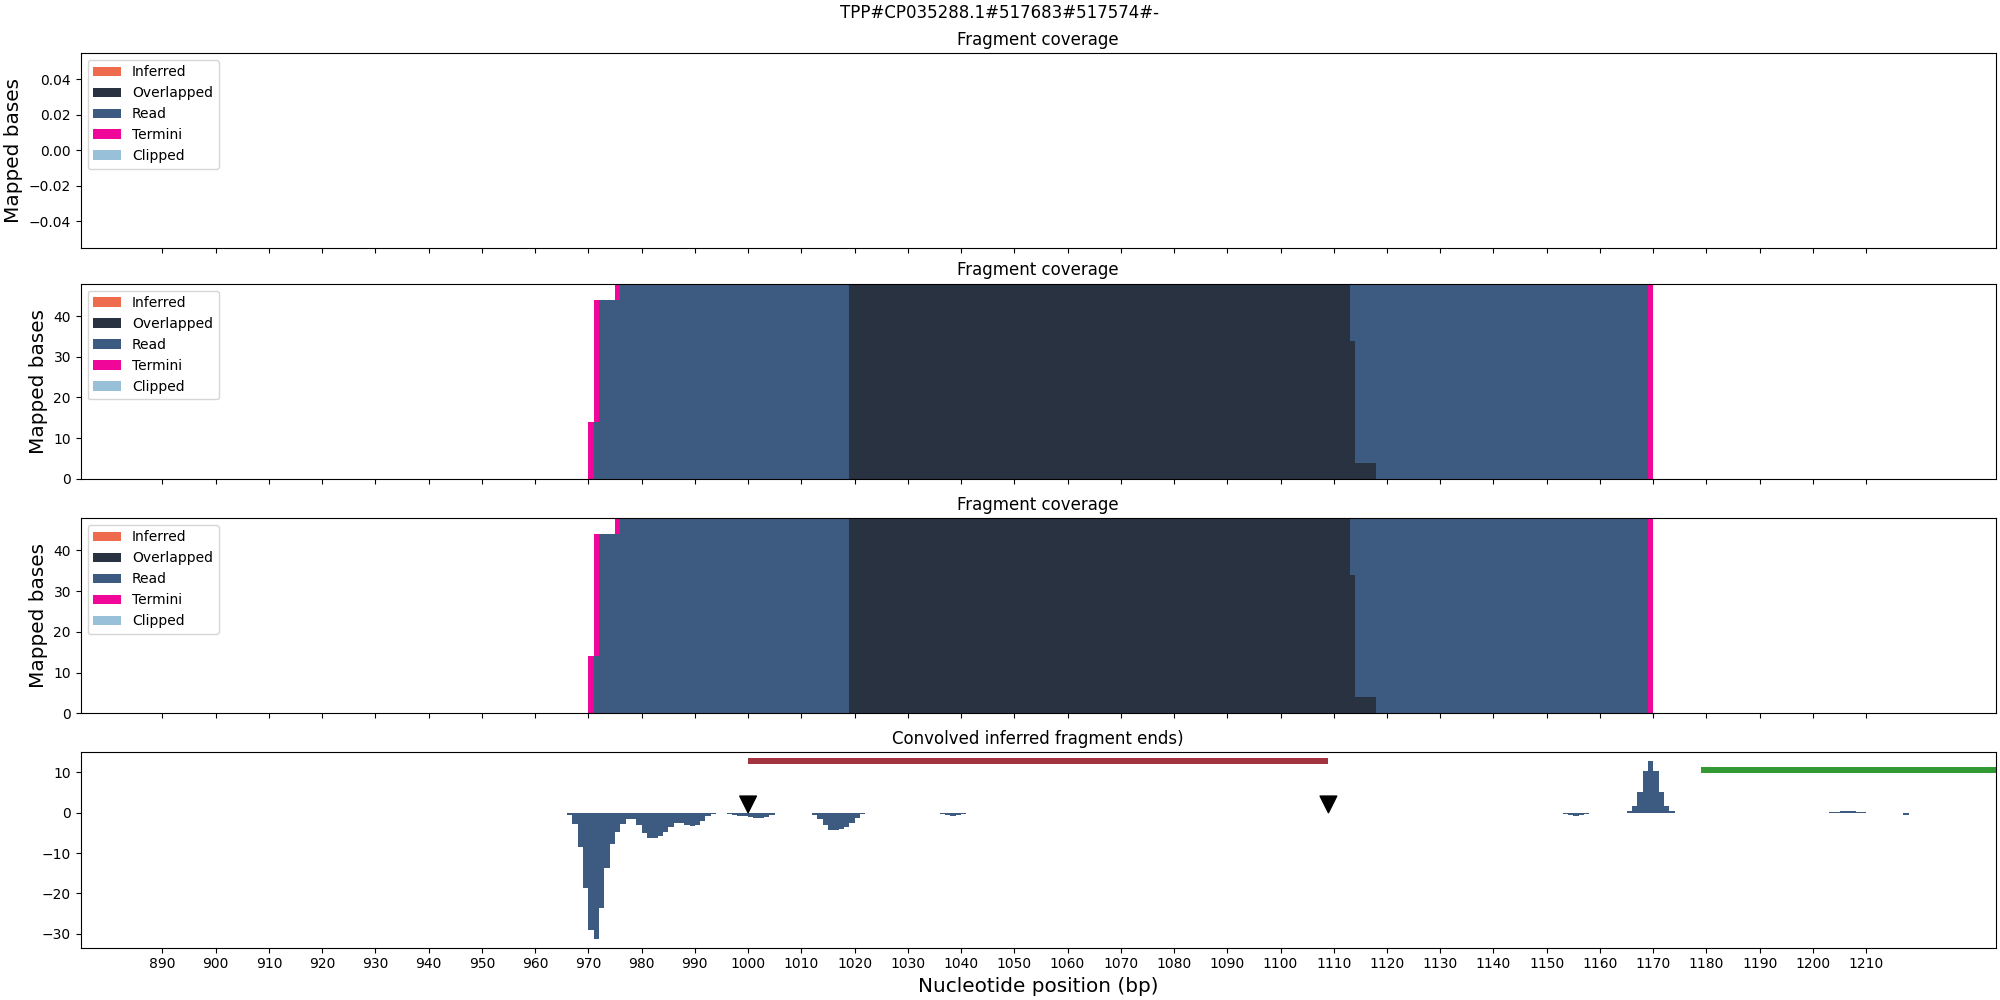 TPP#CP035288.1#517683#517574#-
Fragment coverage
Mapped bases
0.04
0.02
0.00
−0.02
−0.04
Inferred
Overlapped
Read
Termini
Clipped
Fragment coverage
Mapped bases
40
30
20
10
0
Inferred
Overlapped
Read
Termini
Clipped
Fragment coverage
Mapped bases
40
30
20
10
0
Inferred
Overlapped
Read
Termini
Clipped
Convolved inferred fragment ends)
10
0
−10
−20
−30
890 900 910 920 930 940 950 960 970 980 990 1000 1010 1020 1030 1040 1050 1060 1070 1080 1090 1100 1110 1120 1130 1140 1150 1160 1170 1180 1190 1200 1210
Nucleotide position (bp)